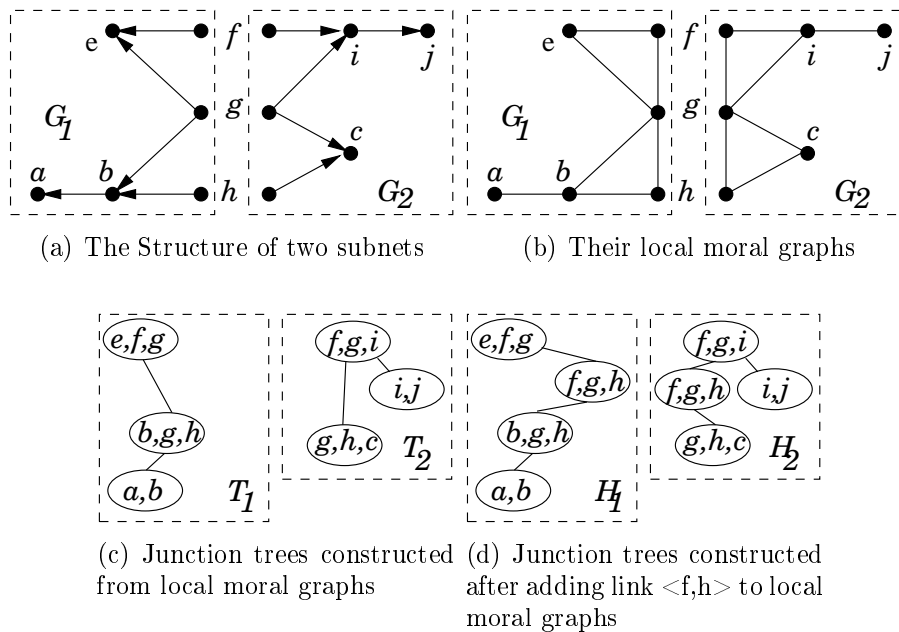 e
f
i
j
G1
g
c
a
b
h
G2
e
f
i
j
G1
g
c
a
b
h
G2
(a) The Structure of two subnets
(b) Their local moral graphs
e,f,g
b,g,h
a,b
T1
f,g,i
i,j
g,h,c
T2
e,f,g
f,g,h
b,g,h
a,b
H1
f,g,i
f,g,h
i,j
g,h,c
H2
(c) Junction trees constructed
from local moral graphs
(d) Junction trees constructed
after adding link <f,h> to local
moral graphs